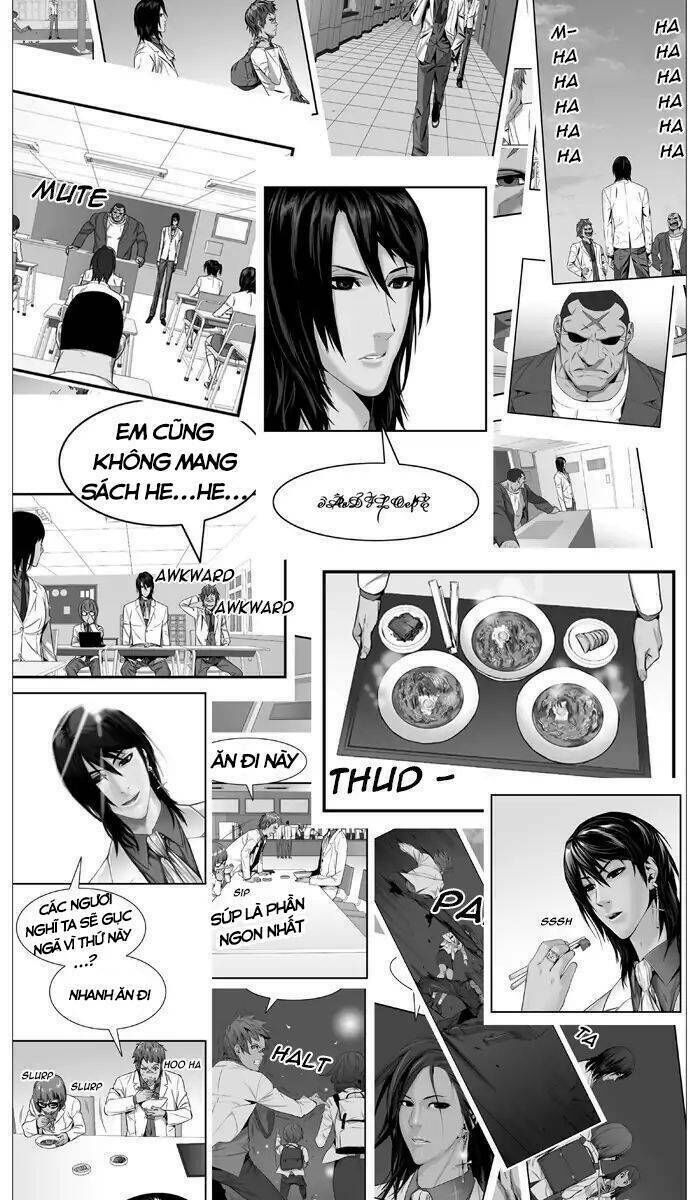 M-
HA
HA
HA
HA
HA
HA
HA
HA
HA
HA
HA
MUTE
EM CŨNG
KHÔNG MANG
SÁCH HE...HE...
AWKWARD
AWKWARD
THUD -
ĂN ĐI NÀY
SIP
SÚP LÀ PHẦN
NGON NHẤT
CÁC NGƯƠI
NGHĨ TA SẼ GỤC
NGÃ VÌ THỨ NÀY
...?
NHANH ĂN ĐI
SSSH
PA
TA
HALT
SLURP
SLURP
HOO HA